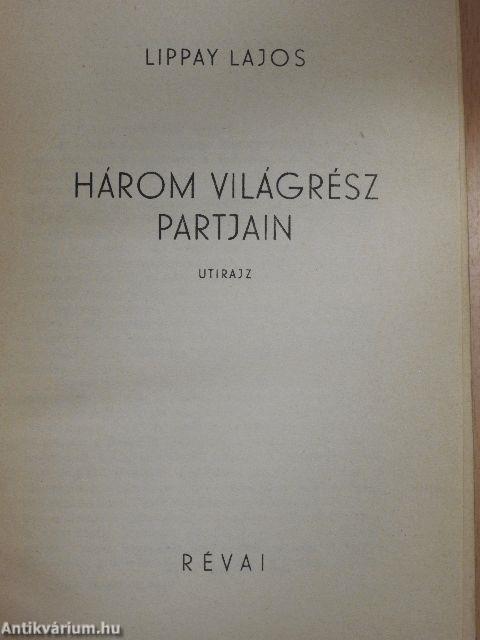 LIPPAY LAJOS
HÁROM VILÁGRÉSZ
PARTJAIN
UTIRAJZ
RÉVAI
Antikvárium.hu